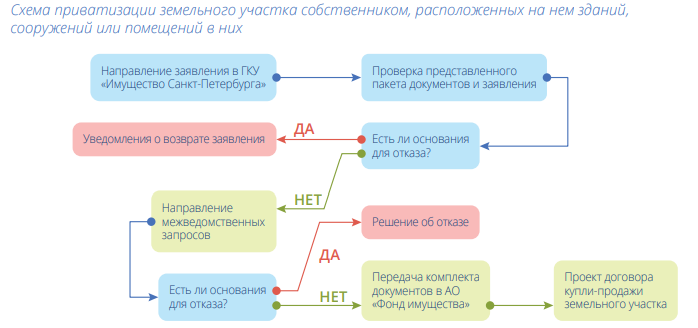 Схема приватизации земельного участка собственником, расположенных на нем зданий,
сооружений или помещений в них
Направление заявления в ГКУ
«Имущество Санкт-Петербурга»
Проверка представленного
пакета документов и заявления
Уведомления о возврате заявления
ДА
Есть ли основания
для отказа?
НЕТ
Направление
межведомственных
запросов
Решение об отказе
ДА
Есть ли основания
для отказа?
НЕТ
Передача комплекта
документов в АО
«Фонд имущества»
Проект договора
купли-продажи
земельного участка